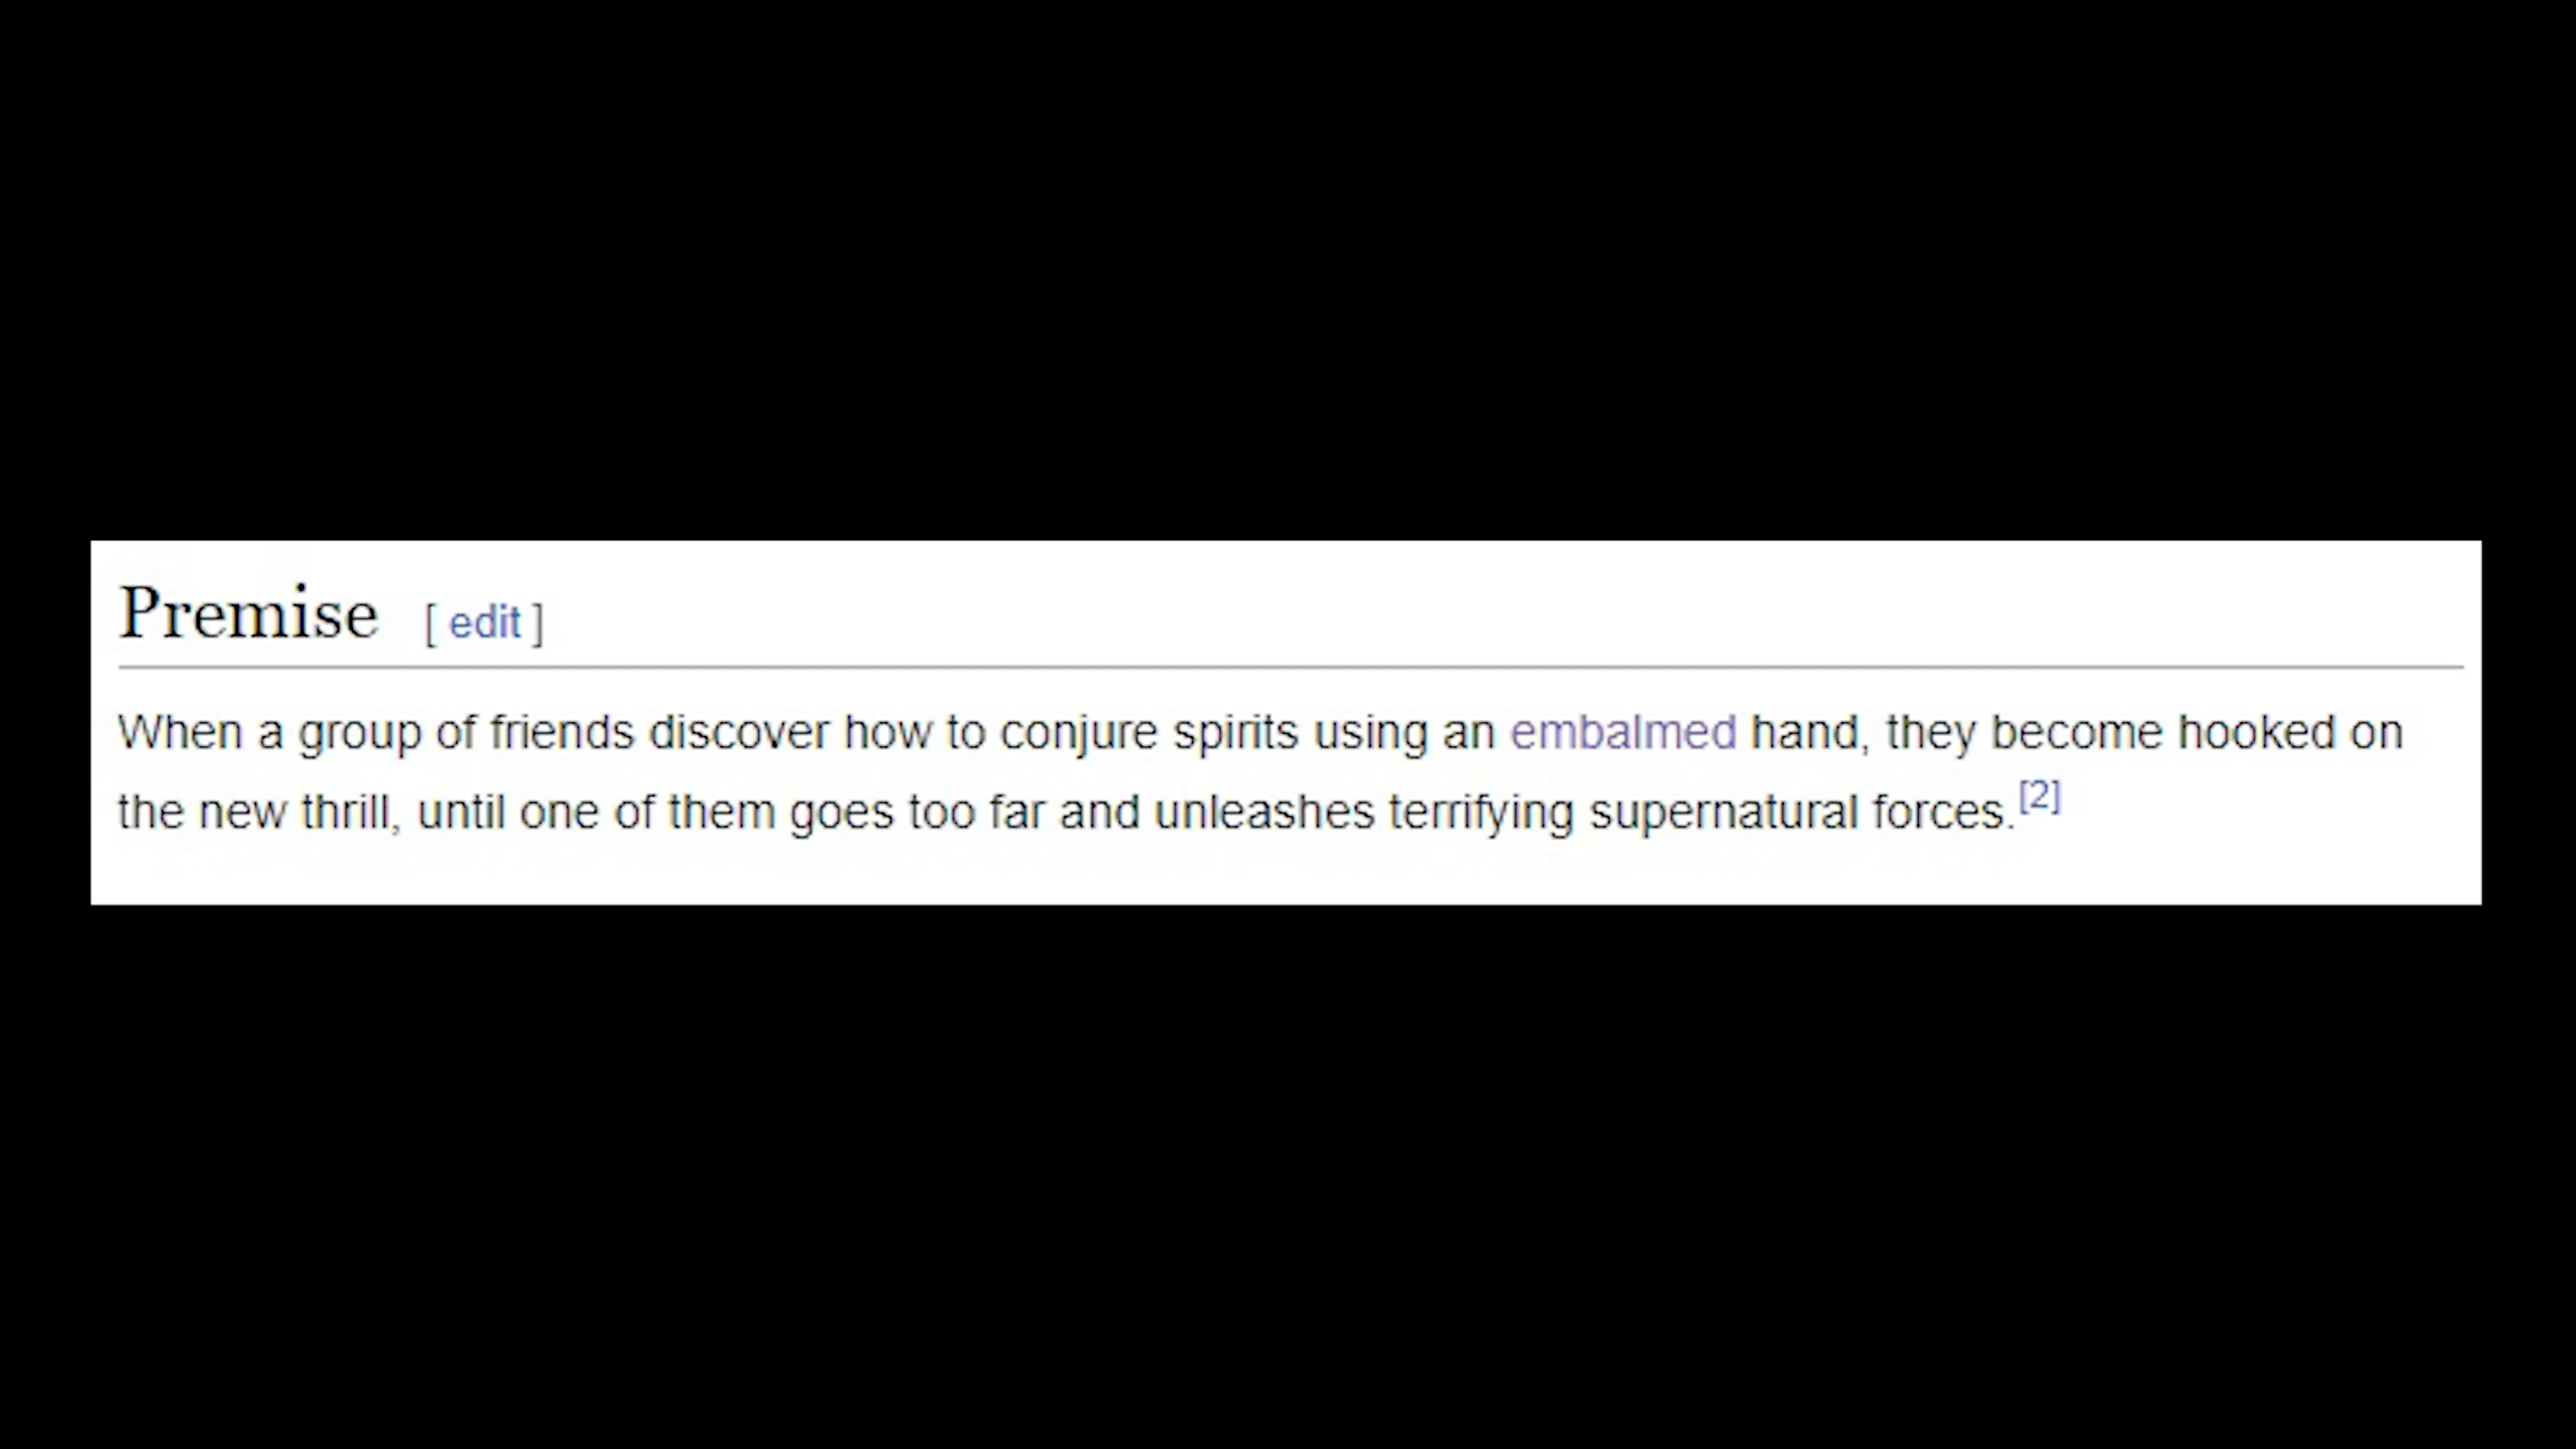 Premise [ edit ]
When a group of friends discover how to conjure spirits using an embalmed hand, they become hooked on
the new thrill, until one of them goes too far and unleashes terrifying supernatural forces.[2]